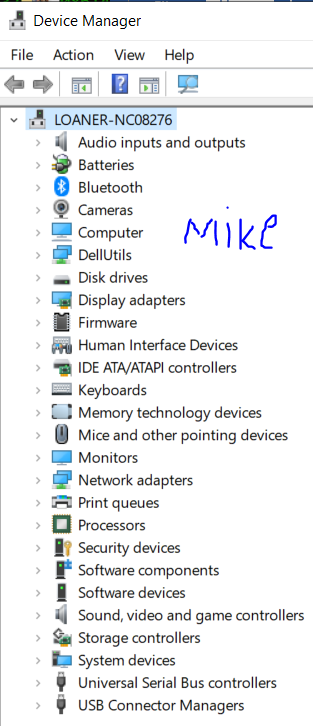 Device Manager
File Action View Help
LOANER-NC08276
Audio inputs and outputs
Batteries
Bluetooth
Cameras
Computer
Mike
DellUtils
Disk drives
Display adapters
Firmware
Human Interface Devices
IDE ATA/ATAPI controllers
Keyboards
Memory technology devices
Mice and other pointing devices
Monitors
Network adapters
Print queues
Processors
Security devices
Software components
Software devices
Sound, video and game controllers
Storage controllers
System devices
Universal Serial Bus controllers
USB Connector Managers